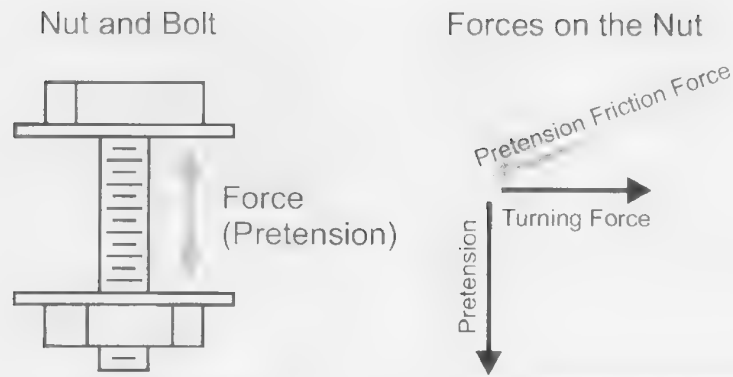 Nut and Bolt
Forces on the Nut
Pretension Friction Force
Force
(Pretension)
Turning Force
Pretension